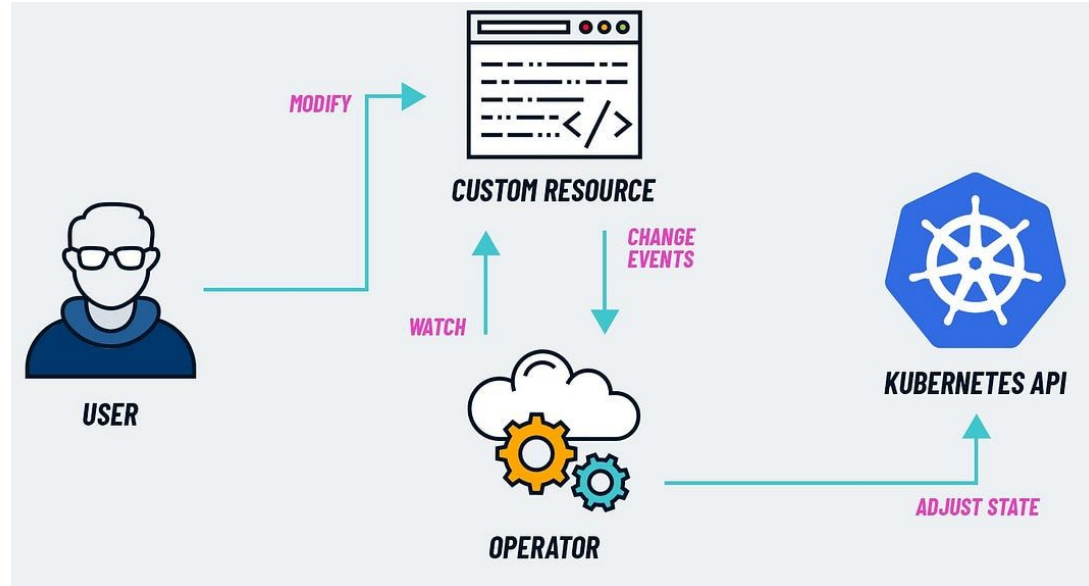 MODIFY
CUSTOM RESOURCE
CHANGE
EVENTS
WATCH
KUBERNETES API
USER
ADJUST STATE
OPERATOR